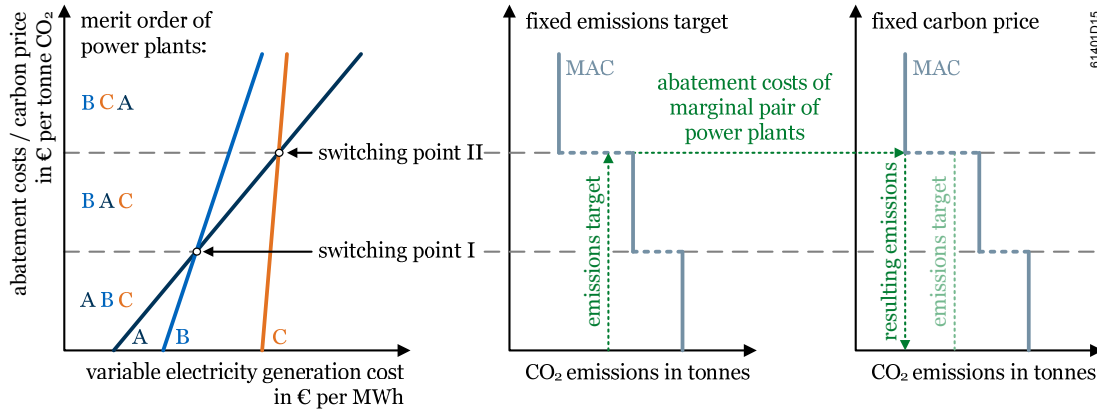 abatement costs / carbon price
in € per tonne CO₂
merit order of
power plants:
B C A
B A C
A B C
A
B
C
switching point II
switching point I
variable electricity generation cost
in € per MWh
fixed emissions target
MAC
abatement costs of
marginal pair of
power plants
emissions target
CO₂ emissions in tonnes
fixed carbon price
MAC
resulting emissions
emissions target
CO₂ emissions in tonnes
61401D15